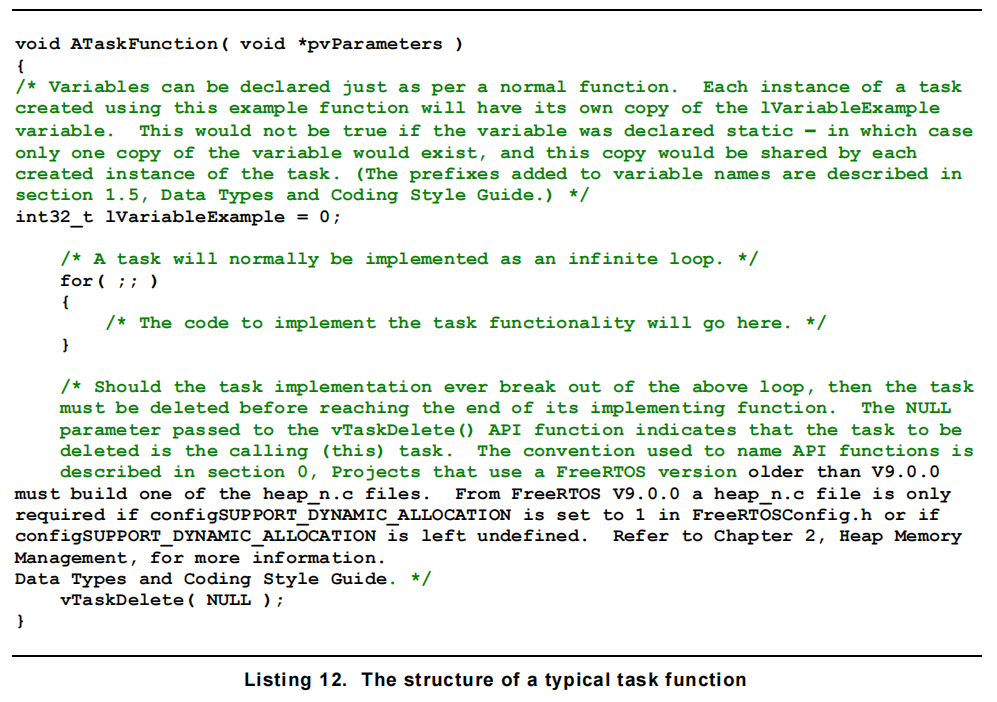 void ATaskFunction( void *pvParameters )
{
/* Variables can be declared just as per a normal function.  Each instance of a task
created using this example function will have its own copy of the lVariableExample
variable.  This would not be true if the variable was declared static – in which case
only one copy of the variable would exist, and this copy would be shared by each
created instance of the task. (The prefixes added to variable names are described in
section 1.5, Data Types and Coding Style Guide.) */
int32_t lVariableExample = 0;

    /* A task will normally be implemented as an infinite loop. */
    for( ;; )
    {
        /* The code to implement the task functionality will go here. */
    }

    /* Should the task implementation ever break out of the above loop, then the task
    must be deleted before reaching the end of its implementing function.  The NULL
    parameter passed to the vTaskDelete() API function indicates that the task to be
    deleted is the calling (this) task.  The convention used to name API functions is
    described in section 0, Projects that use a FreeRTOS version older than V9.0.0
must build one of the heap_n.c files.  From FreeRTOS V9.0.0 a heap_n.c file is only
required if configSUPPORT_DYNAMIC_ALLOCATION is set to 1 in FreeRTOSConfig.h or if
configSUPPORT_DYNAMIC_ALLOCATION is left undefined.  Refer to Chapter 2, Heap Memory
Management, for more information.
Data Types and Coding Style Guide. */
    vTaskDelete( NULL );
}
Listing 12.  The structure of a typical task function